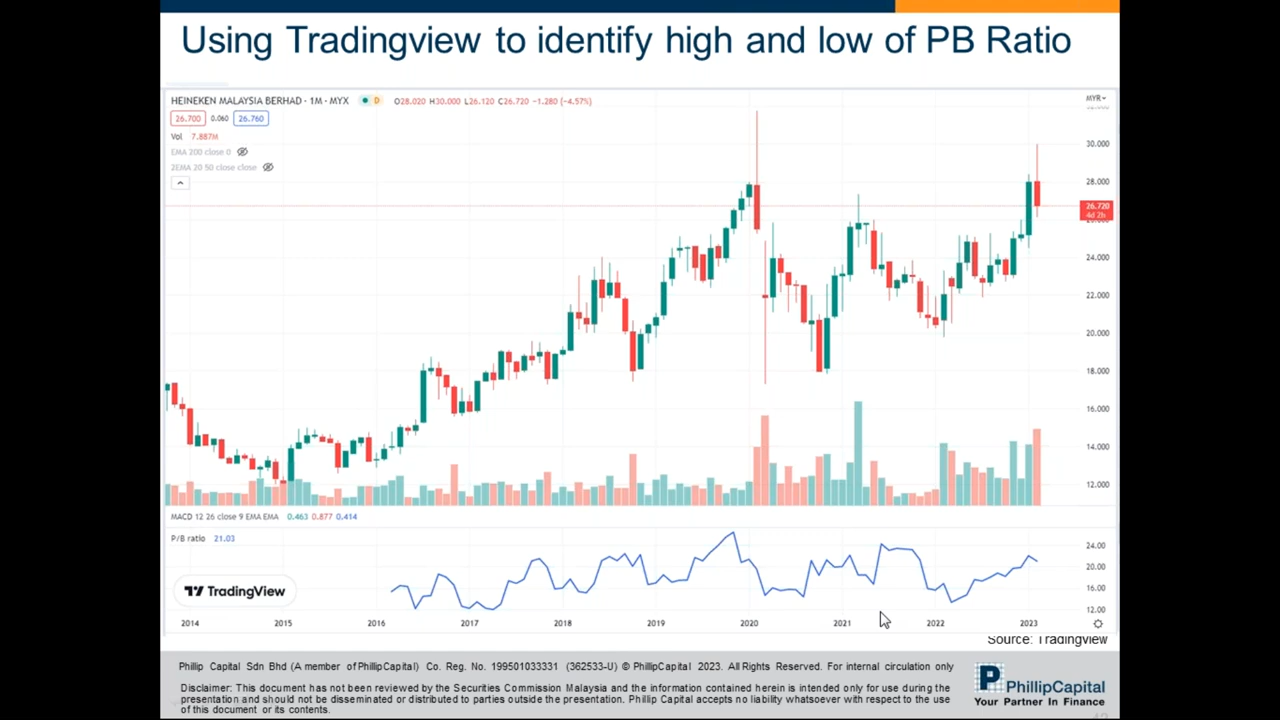 Using Tradingview to identify high and low of PB Ratio
HEINEKEN MALAYSIA BERHAD · 1M · MYX D O28.020 H30.000 L26.120 C26.720 −1.280 (−4.57%)
MYR
26.700 0.060 26.760
Vol 7.887M
EMA 200 close 0
2EMA 20 50 close close
30.000
28.000
26.720
4d 2h
24.000
22.000
20.000
18.000
16.000
14.000
12.000
MACD 12 26 close 9 EMA EMA 0.463 0.877 0.414
P/B ratio 21.03
24.00
20.00
16.00
12.00
TradingView
2014 2015 2016 2017 2018 2019 2020 2021 2022 2023
Source: Tradingview
Phillip Capital Sdn Bhd (A member of PhillipCapital) Co. Reg. No. 199501033331 (362533-U) © PhillipCapital 2023. All Rights Reserved. For internal circulation only
Disclaimer: This document has not been reviewed by the Securities Commission Malaysia and the information contained herein is intended only for use during the
presentation and should not be disseminated or distributed to parties outside the presentation. Phillip Capital accepts no liability whatsoever with respect to the use
of this document or its contents.
PhillipCapital
Your Partner In Finance